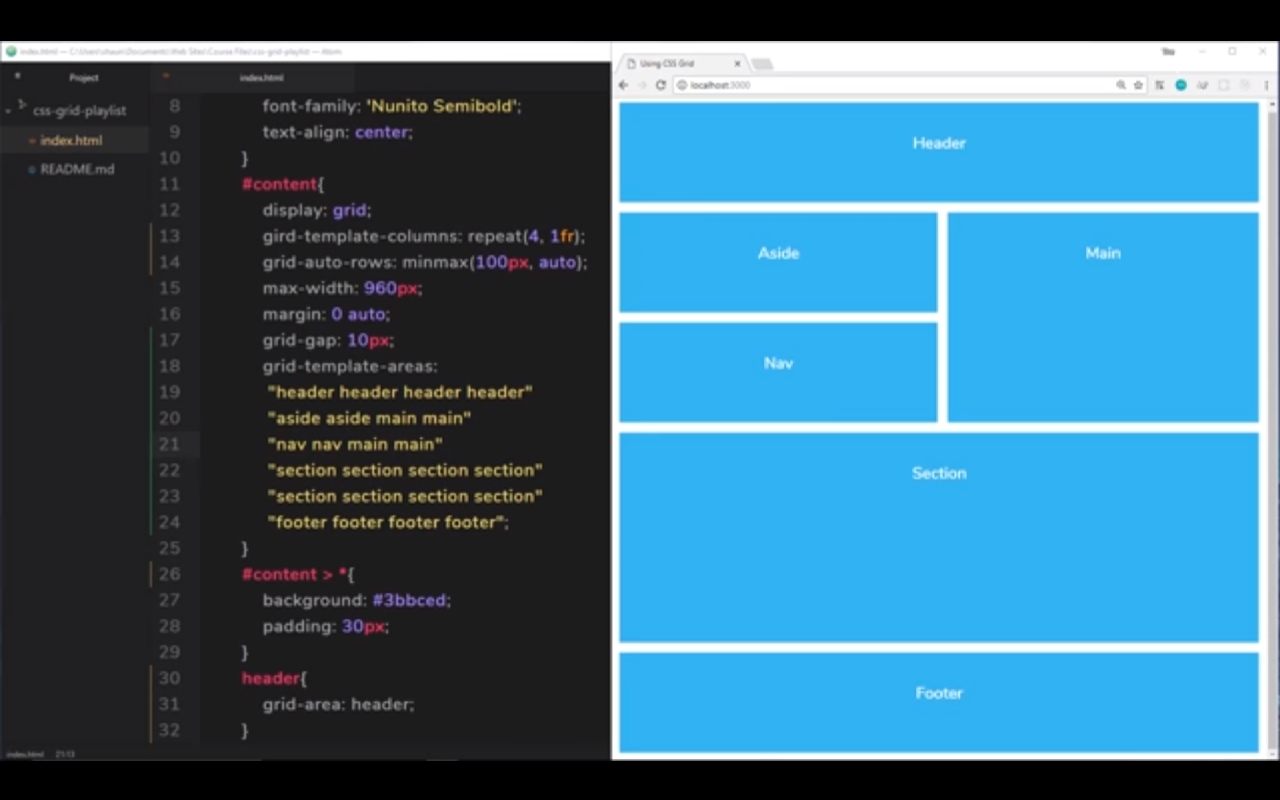 index.html — C:\Users\shaun\Documents\Web Sites\Course Files\css-grid-playlist — Atom
Project
index.html
css-grid-playlist
index.html
README.md
8 font-family: 'Nunito Semibold';
9 text-align: center;
10 }
11 #content{
12 display: grid;
13 gird-template-columns: repeat(4, 1fr);
14 grid-auto-rows: minmax(100px, auto);
15 max-width: 960px;
16 margin: 0 auto;
17 grid-gap: 10px;
18 grid-template-areas:
19 "header header header header"
20 "aside aside main main"
21 "nav nav main main"
22 "section section section section"
23 "section section section section"
24 "footer footer footer footer";
25 }
26 #content > *{
27 background: #3bbced;
28 padding: 30px;
29 }
30 header{
31 grid-area: header;
32 }
index.html 21:13
Using CSS Grid
localhost:3000
Header
Aside
Main
Nav
Section
Footer